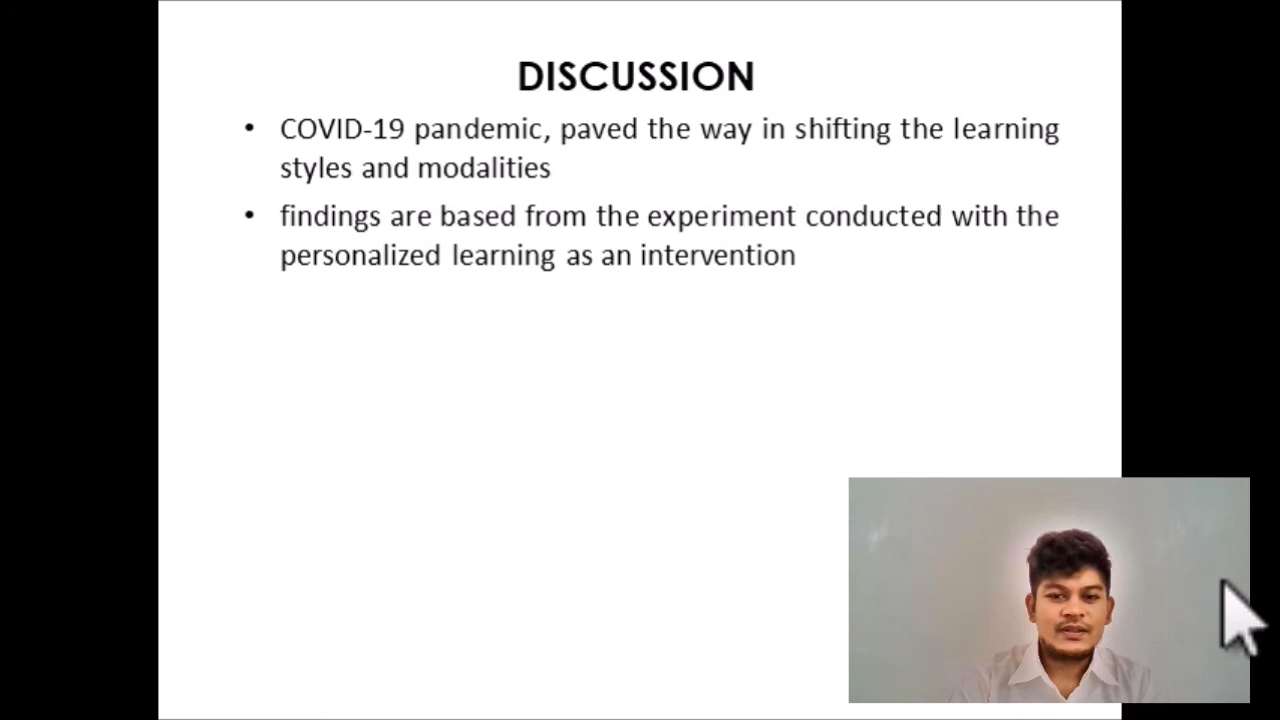 DISCUSSION
• COVID-19 pandemic, paved the way in shifting the learning
styles and modalities
• findings are based from the experiment conducted with the
personalized learning as an intervention